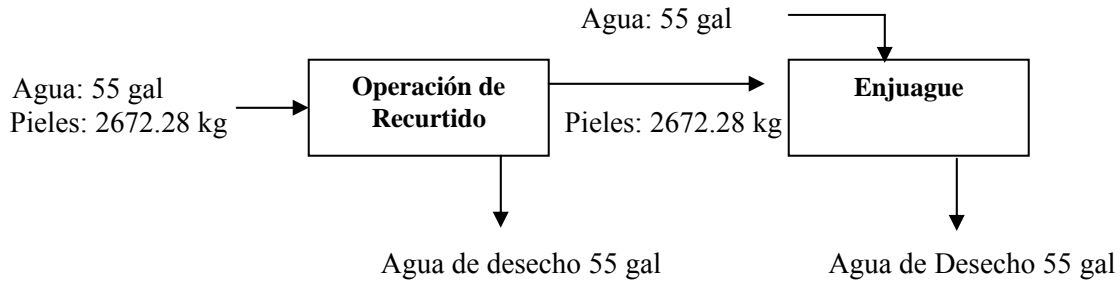 Agua: 55 gal
Agua: 55 gal
Pieles: 2672.28 kg
Operación de
Recurtido
Pieles: 2672.28 kg
Enjuague
Agua de desecho 55 gal
Agua de Desecho 55 gal